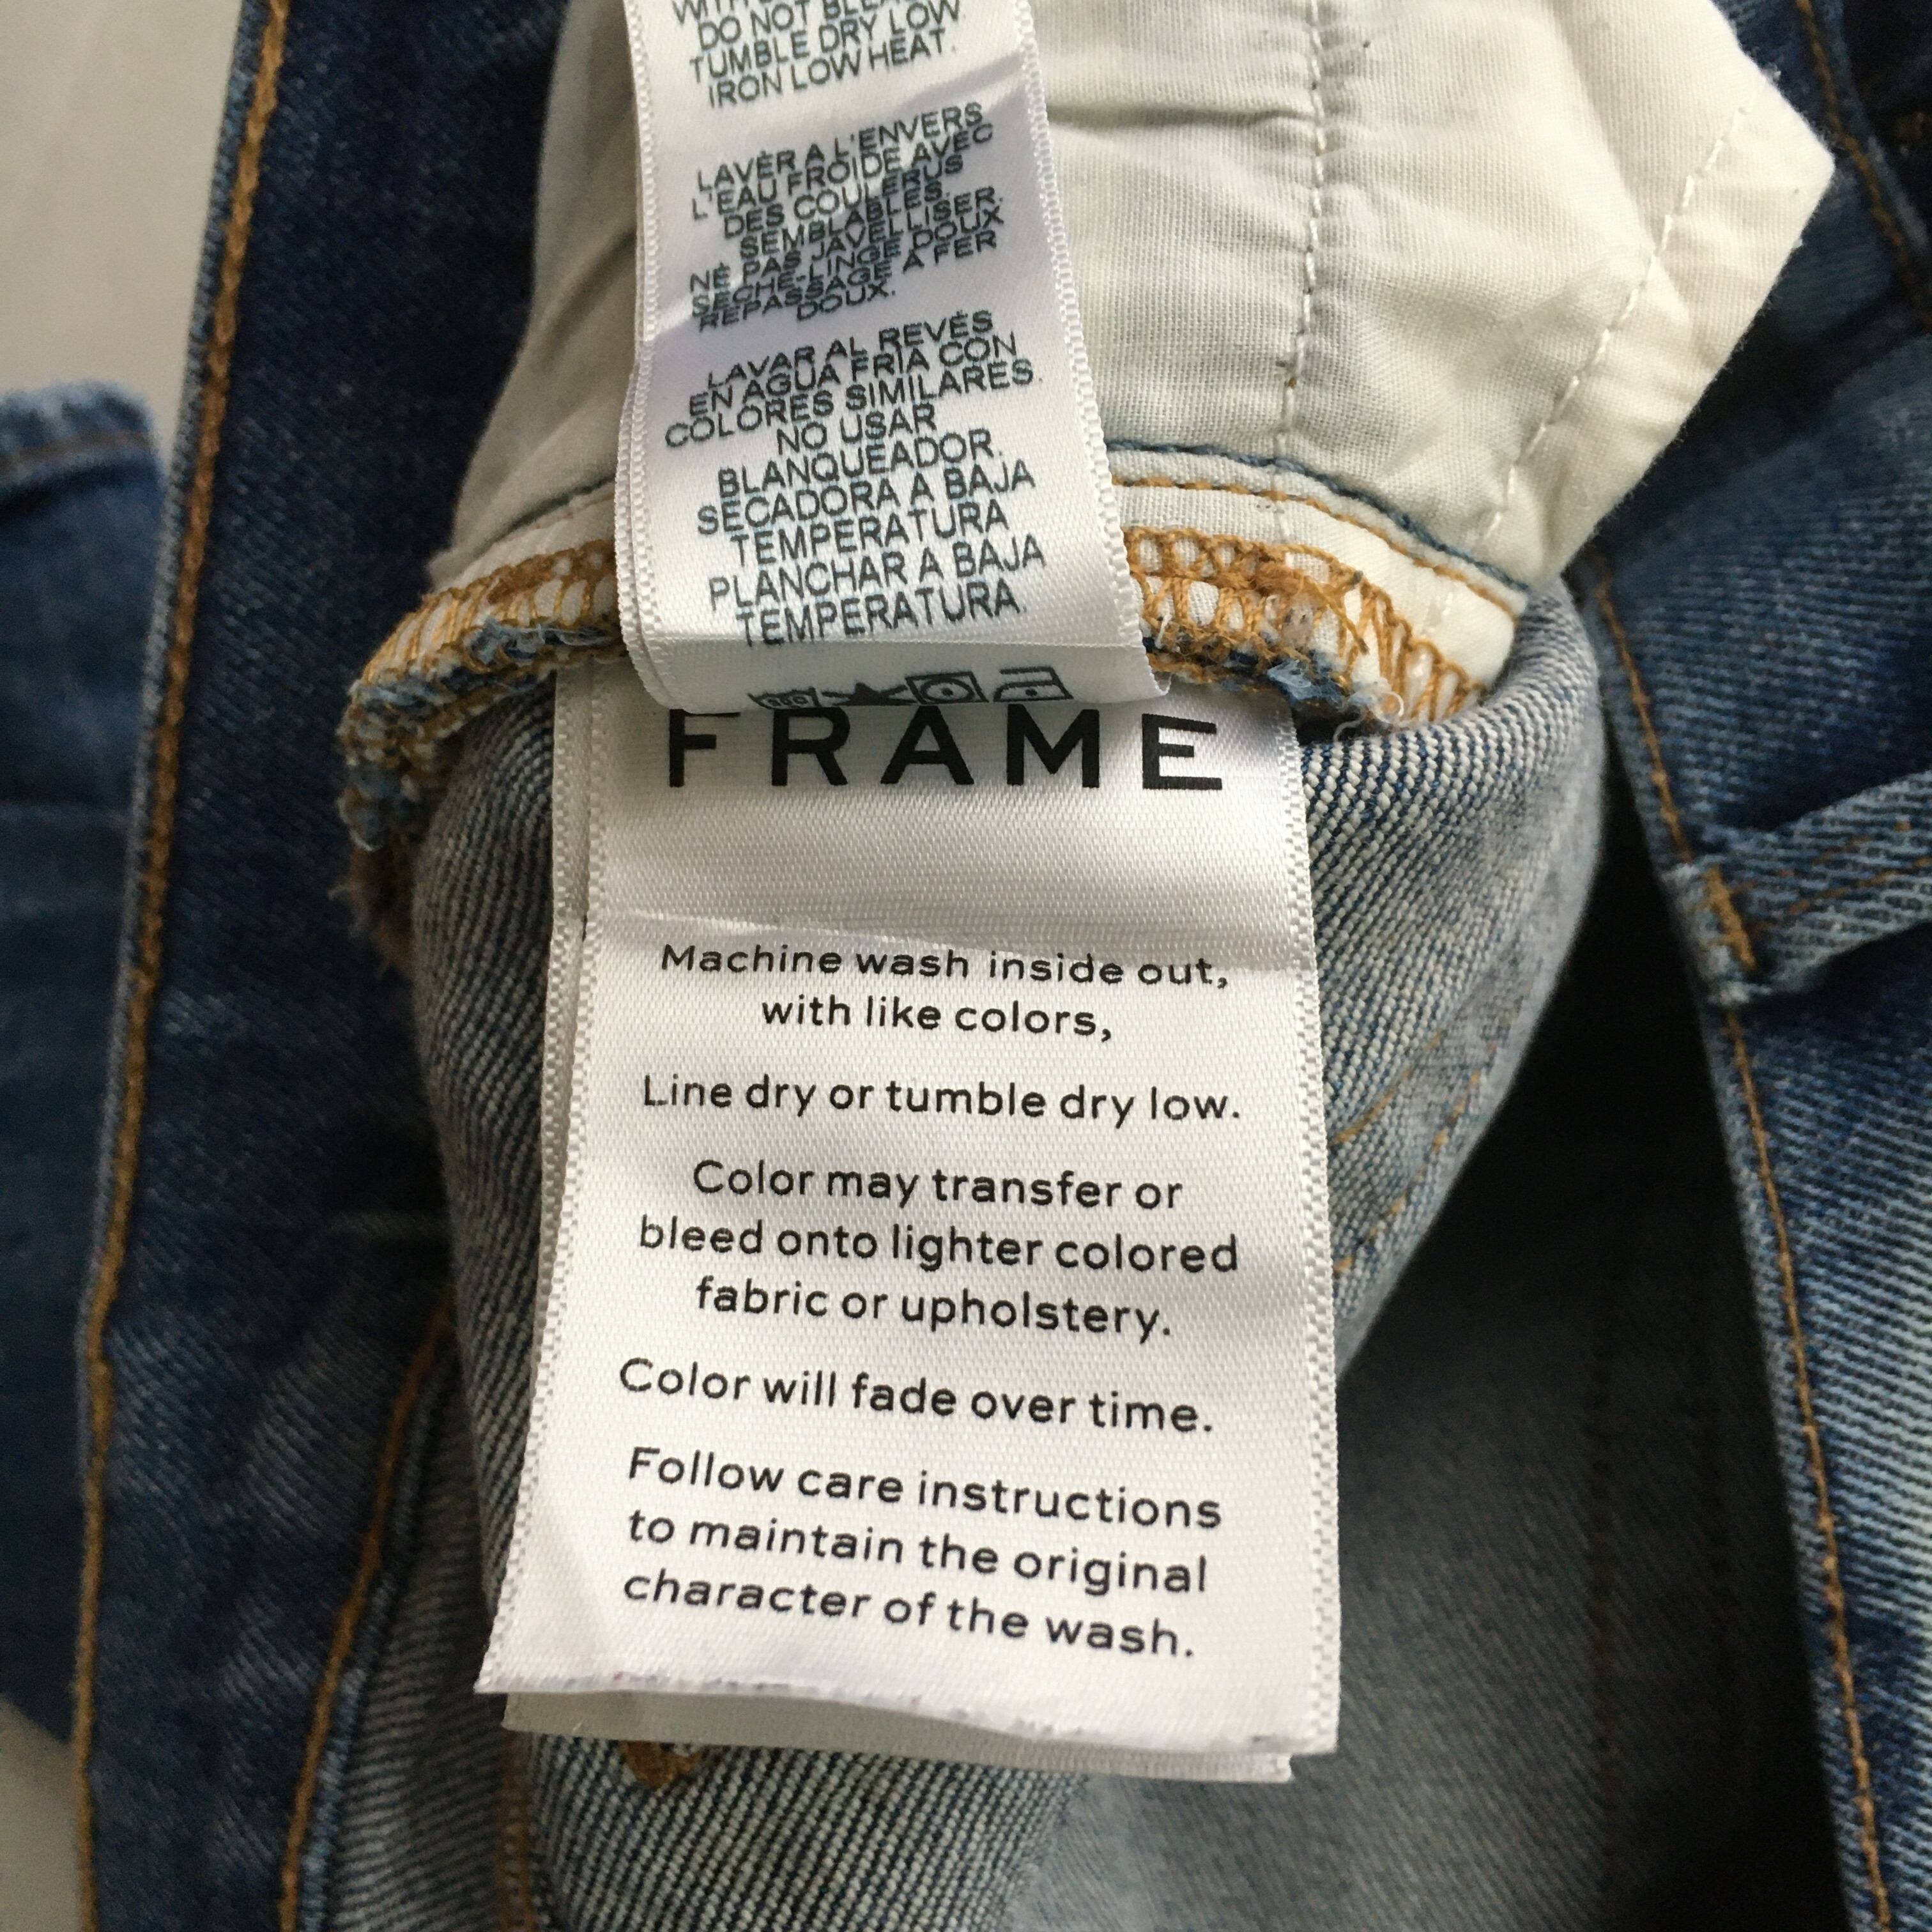 DO NOT
TUMBLE DRY LOW
IRON LOW HEAT.
LAVER A L'ENVERS
L'EAU FROIDE AVEC
DES COULERUS
SEMBLABLES.
NE PAS JAVELLISER.
SECHE-LINGE DOUX
REPASSAGE A FER
DOUX.
LAVAR AL REVÉS
EN AGUA FRIA CON
COLORES SIMILARES.
NO USAR
BLANQUEADOR.
SECADORA A BAJA
TEMPERATURA
PLANCHAR A BAJA
TEMPERATURA.
FRAME
Machine wash inside out,
with like colors,
Line dry or tumble dry low.
Color may transfer or
bleed onto lighter colored
fabric or upholstery.
Color will fade over time.
Follow care instructions
to maintain the original
character of the wash.